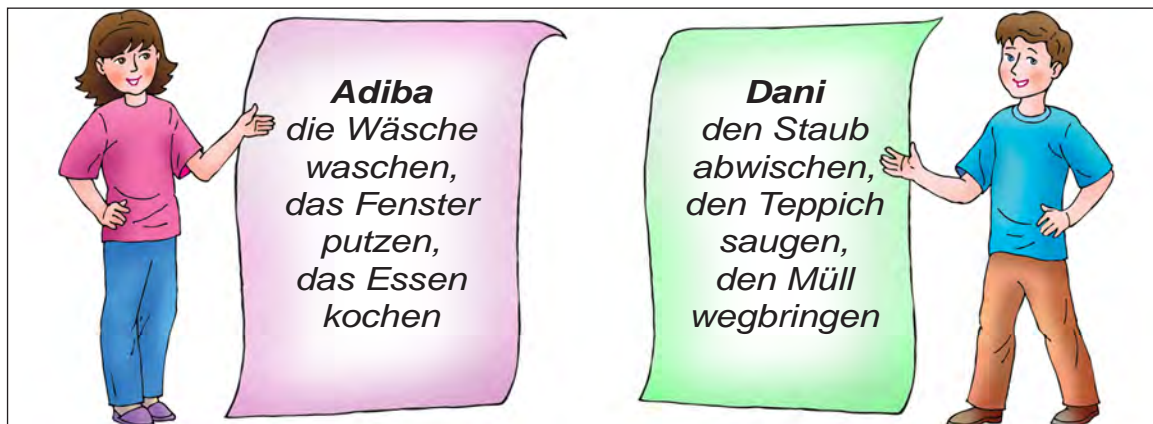 Adiba
die Wäsche
waschen,
das Fenster
putzen,
das Essen
kochen
Dani
den Staub
abwischen,
den Teppich
saugen,
den Müll
wegbringen